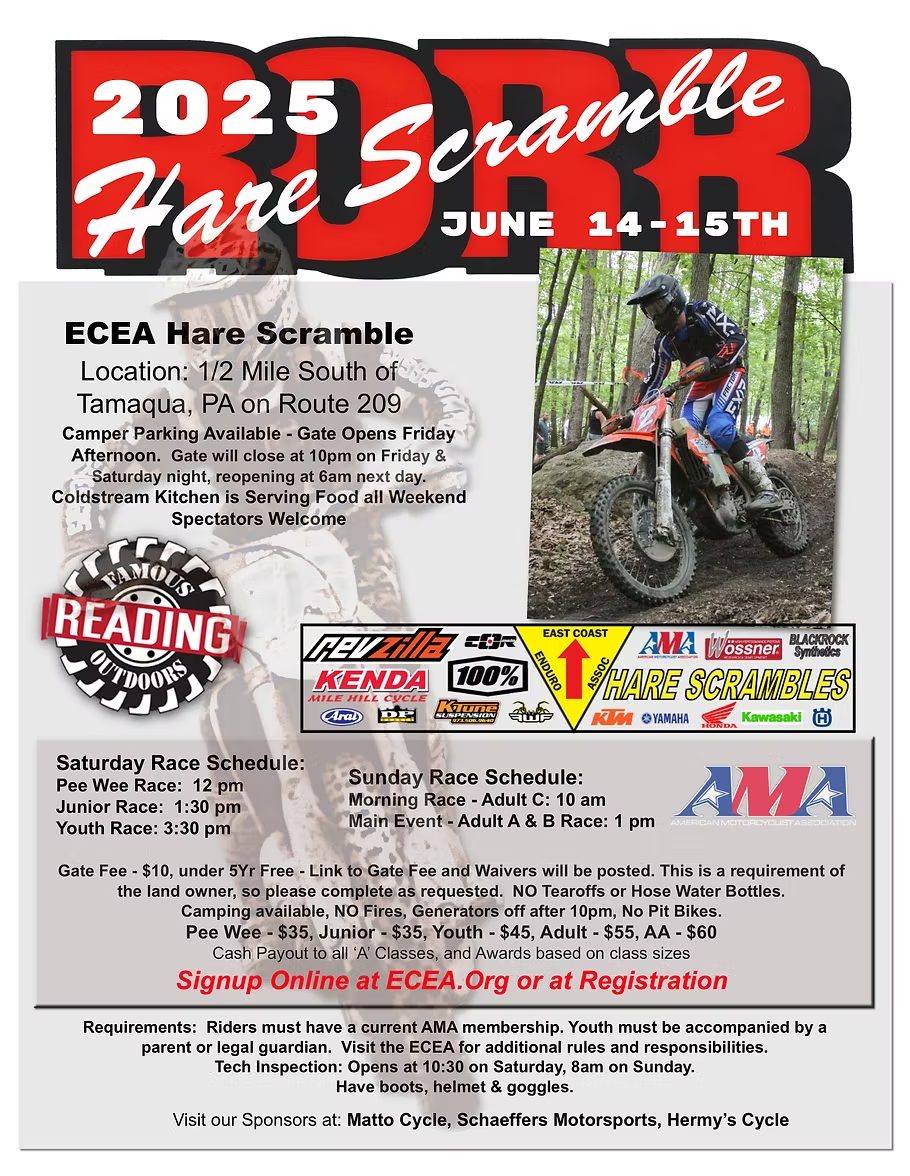 RORR
2025
Hare Scramble
JUNE 14-15TH
ECEA Hare Scramble
Location: 1/2 Mile South of
Tamaqua, PA on Route 209
Camper Parking Available - Gate Opens Friday
Afternoon. Gate will close at 10pm on Friday &
Saturday night, reopening at 6am next day.
Coldstream Kitchen is Serving Food all Weekend
Spectators Welcome
FAMOUS
READING
OUTDOORS
revzilla
KENDA
MILE HILL CYCLE
100%
Arai
DP
K-Tune
SUSPENSION
973.506.9640
EAST COAST
ENDURO
ASSOC
AMA
Wossner
BLACKROCK
Synthetics
HARE SCRAMBLES
KTM
YAMAHA
HONDA
Kawasaki
Saturday Race Schedule:
Pee Wee Race: 12 pm
Junior Race: 1:30 pm
Youth Race: 3:30 pm
Sunday Race Schedule:
Morning Race - Adult C: 10 am
Main Event - Adult A & B Race: 1 pm
AMA
AMERICAN MOTORCYCLIST ASSOCIATION
Gate Fee - $10, under 5Yr Free - Link to Gate Fee and Waivers will be posted. This is a requirement of
the land owner, so please complete as requested. NO Tearoffs or Hose Water Bottles.
Camping available, NO Fires, Generators off after 10pm, No Pit Bikes.
Pee Wee - $35, Junior - $35, Youth - $45, Adult - $55, AA - $60
Cash Payout to all ‘A’ Classes, and Awards based on class sizes
Signup Online at ECEA.Org or at Registration
Requirements: Riders must have a current AMA membership. Youth must be accompanied by a
parent or legal guardian. Visit the ECEA for additional rules and responsibilities.
Tech Inspection: Opens at 10:30 on Saturday, 8am on Sunday.
Have boots, helmet & goggles.
Visit our Sponsors at: Matto Cycle, Schaeffers Motorsports, Hermy’s Cycle